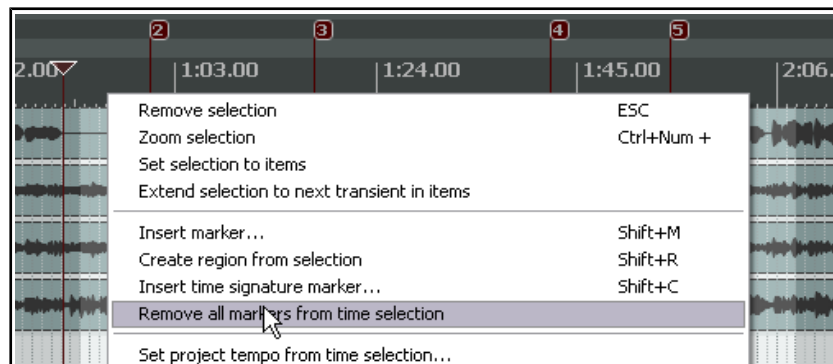 2 3 4 5
2.00 1:03.00 1:24.00 1:45.00 2:06.
Remove selection ESC
Zoom selection Ctrl+Num +
Set selection to items
Extend selection to next transient in items
Insert marker... Shift+M
Create region from selection Shift+R
Insert time signature marker... Shift+C
Remove all markers from time selection
Set project tempo from time selection...